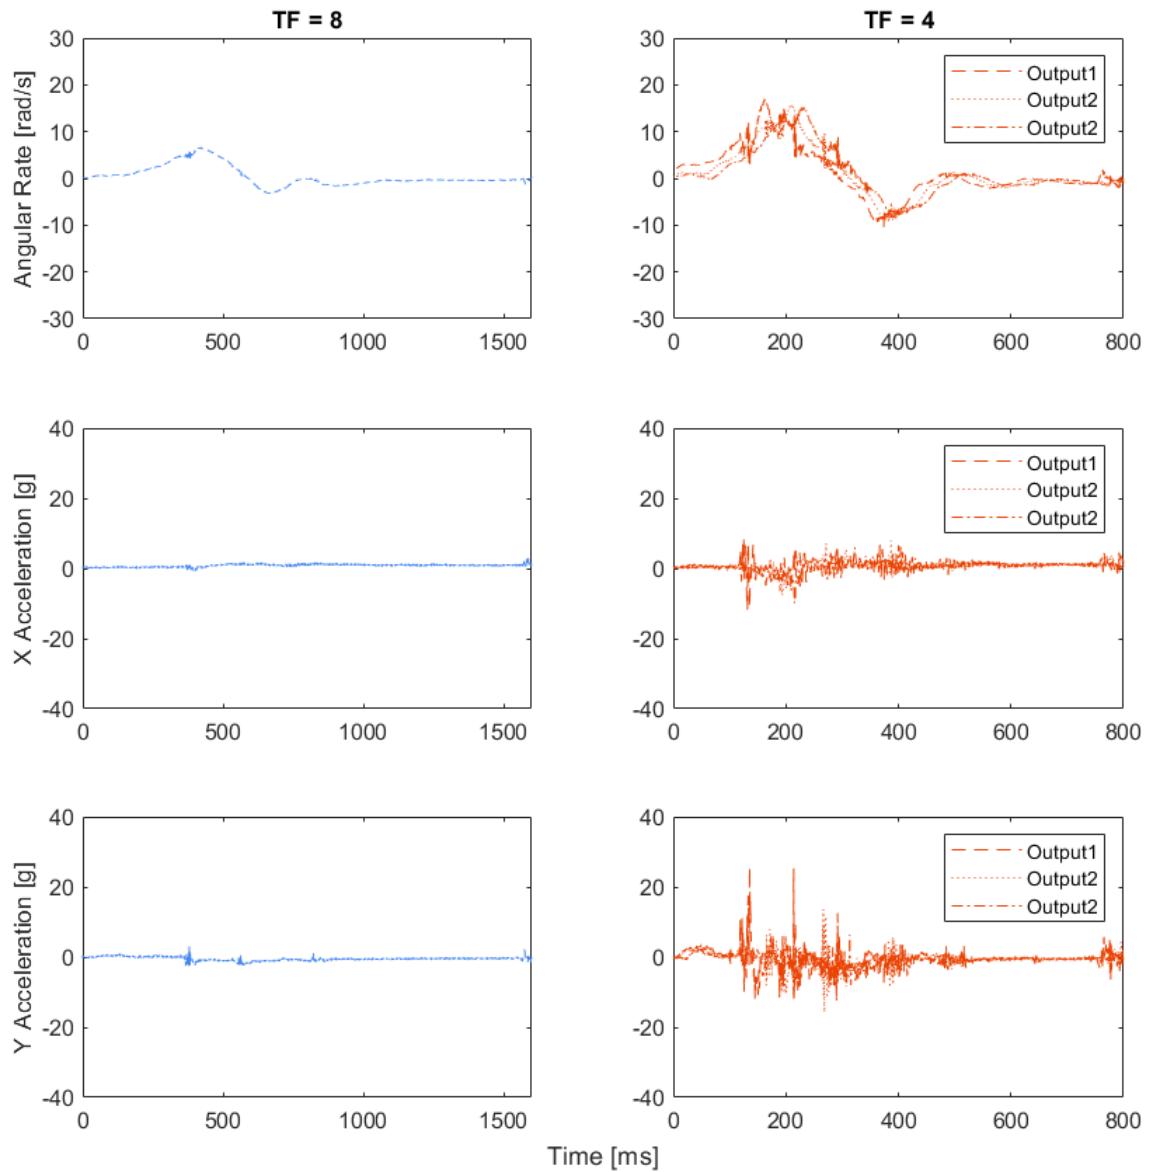 TF = 8
TF = 4
Angular Rate [rad/s]
30
20
10
0
-10
-20
-30
0 500 1000 1500
30
20
10
0
-10
-20
-30
0 200 400 600 800
Output1
Output2
Output2
X Acceleration [g]
40
20
0
-20
-40
0 500 1000 1500
40
20
0
-20
-40
0 200 400 600 800
Output1
Output2
Output2
Y Acceleration [g]
40
20
0
-20
-40
0 500 1000 1500
40
20
0
-20
-40
0 200 400 600 800
Output1
Output2
Output2
Time [ms]